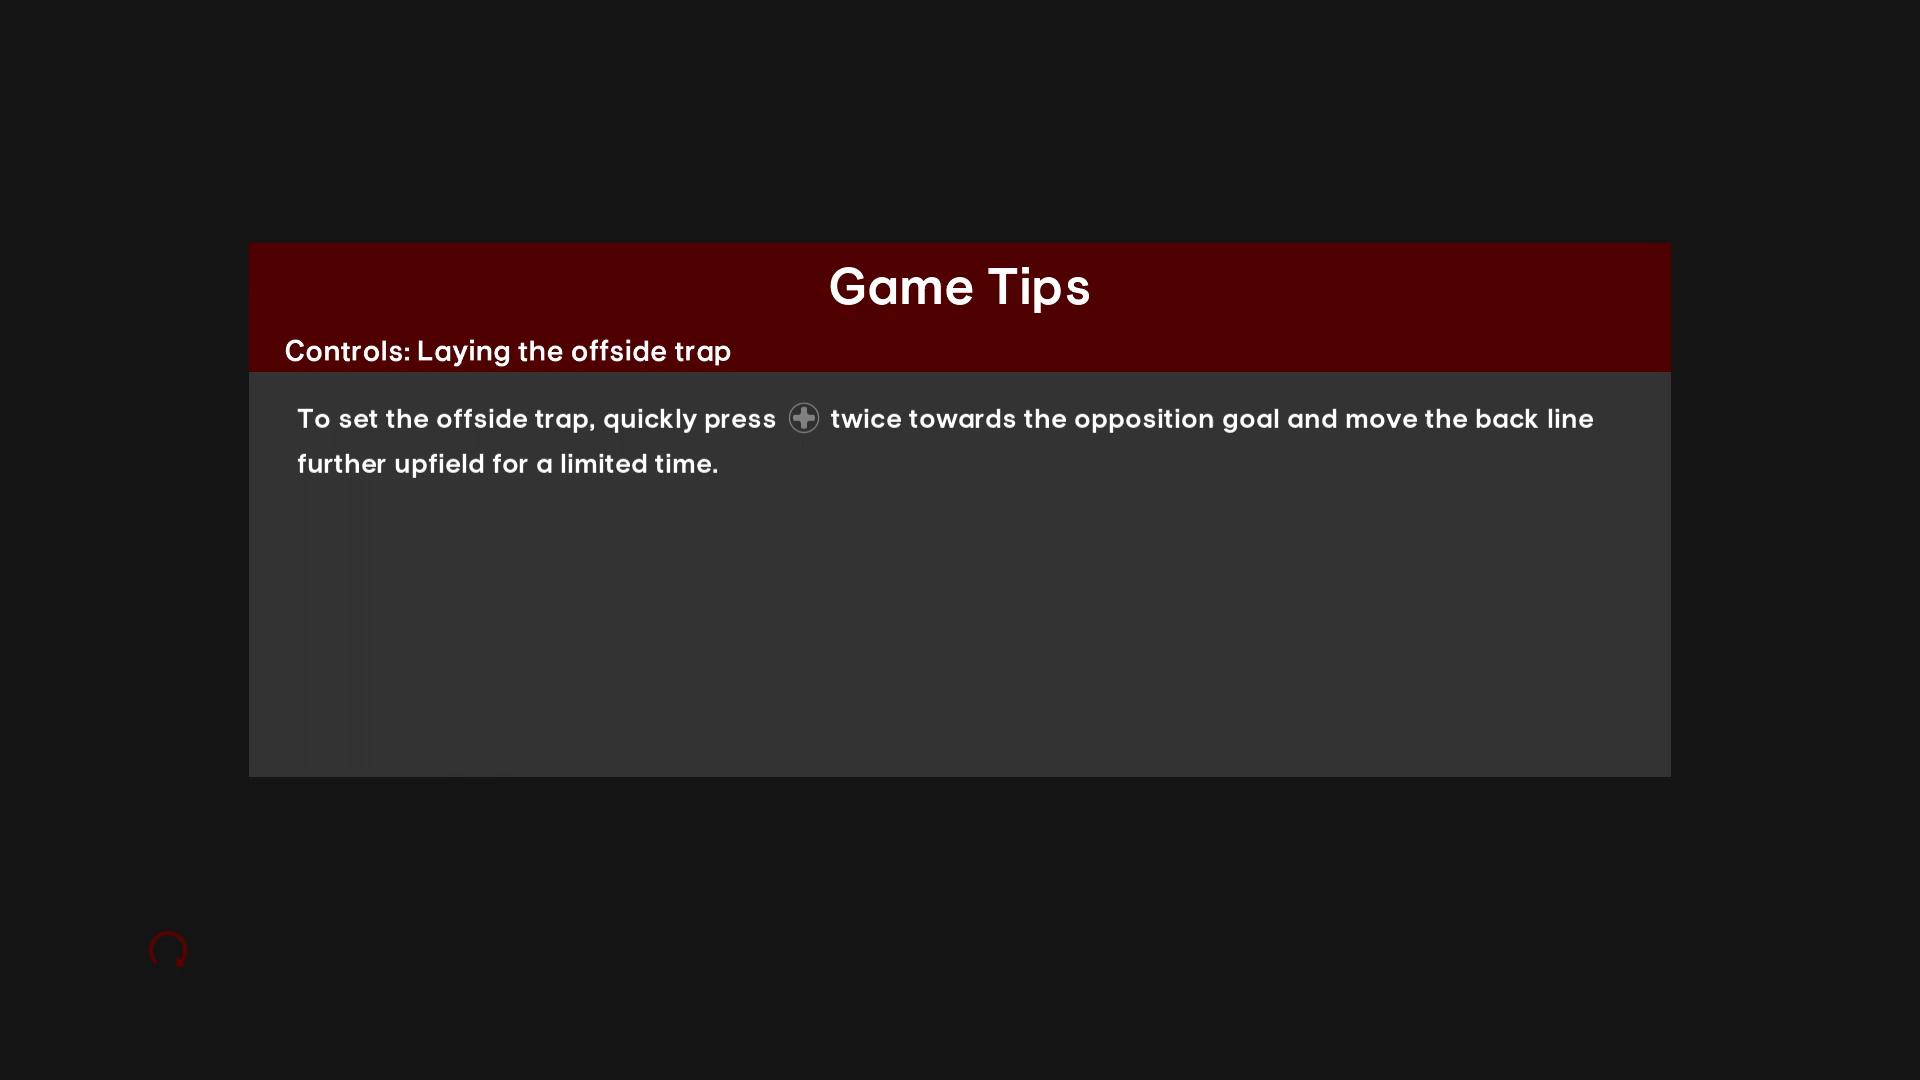 Game Tips
Controls: Laying the offside trap
To set the offside trap, quickly press twice towards the opposition goal and move the back line
further upfield for a limited time.